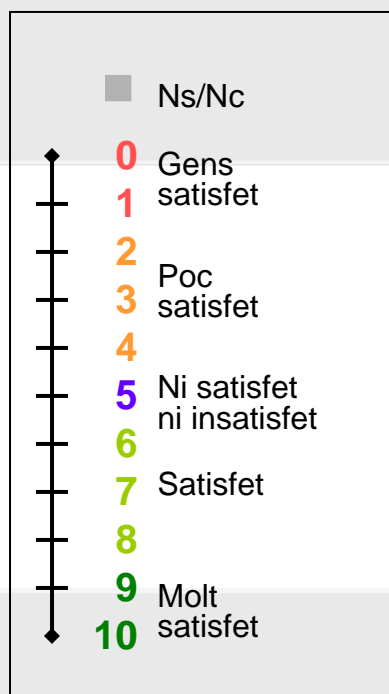 Ns/Nc
0 Gens
satisfet
1
2
Poc
3 satisfet
4
5 Ni satisfet
ni insatisfet
6
7 Satisfet
8
9 Molt
10 satisfet